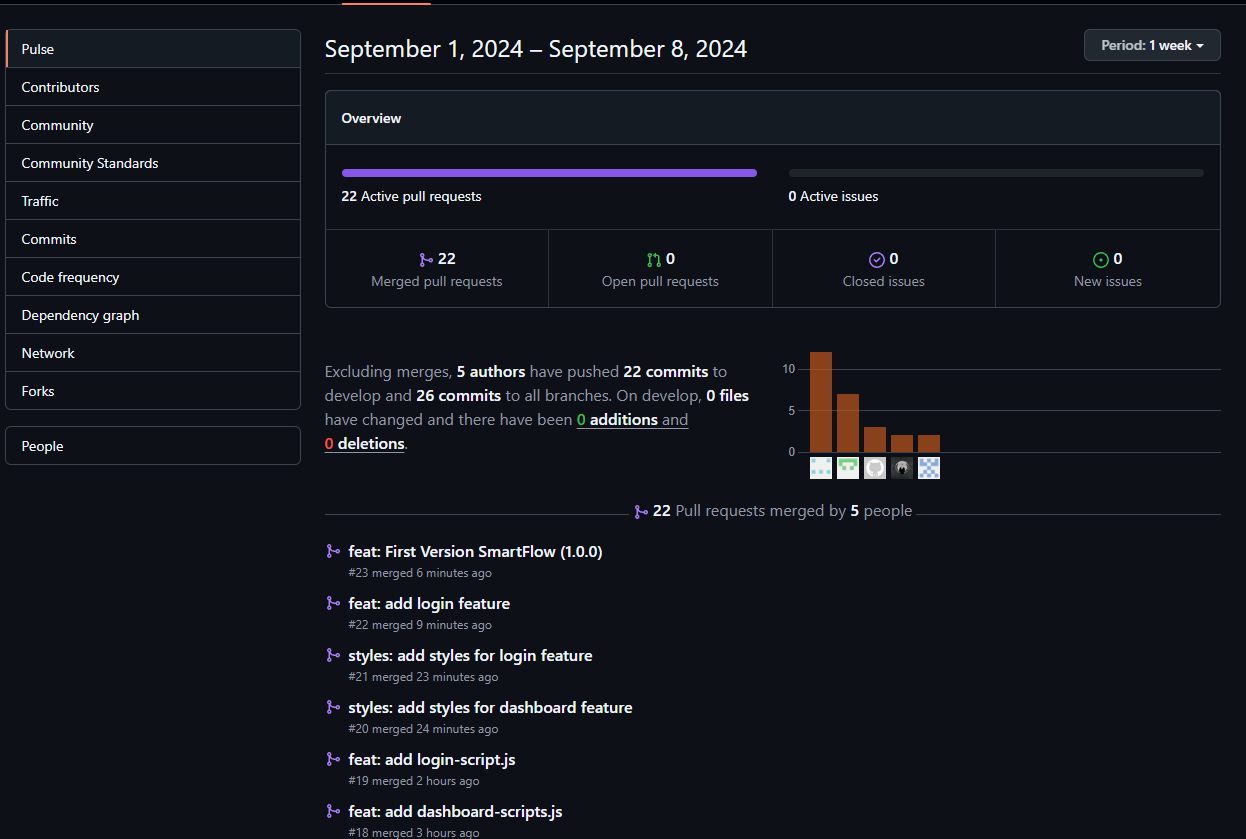 Pulse
Contributors
Community
Community Standards
Traffic
Commits
Code frequency
Dependency graph
Network
Forks
People
September 1, 2024 – September 8, 2024
Period: 1 week
Overview
22 Active pull requests
0 Active issues
22
Merged pull requests
0
Open pull requests
0
Closed issues
0
New issues
Excluding merges, 5 authors have pushed 22 commits to
develop and 26 commits to all branches. On develop, 0 files
have changed and there have been 0 additions and
0 deletions.
10
5
0
22 Pull requests merged by 5 people
feat: First Version SmartFlow (1.0.0)
#23 merged 6 minutes ago
feat: add login feature
#22 merged 9 minutes ago
styles: add styles for login feature
#21 merged 23 minutes ago
styles: add styles for dashboard feature
#20 merged 24 minutes ago
feat: add login-script.js
#19 merged 2 hours ago
feat: add dashboard-scripts.js
#18 merged 3 hours ago